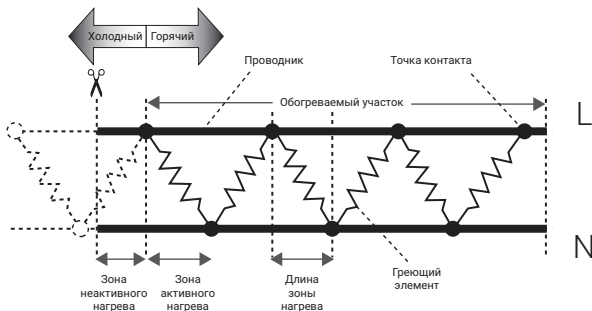 Холодный Горячий
Проводник
Точка контакта
Обогреваемый участок
L
N
Зона
неактивного
нагрева
Зона
активного
нагрева
Длина
зоны
нагрева
Греющий
элемент